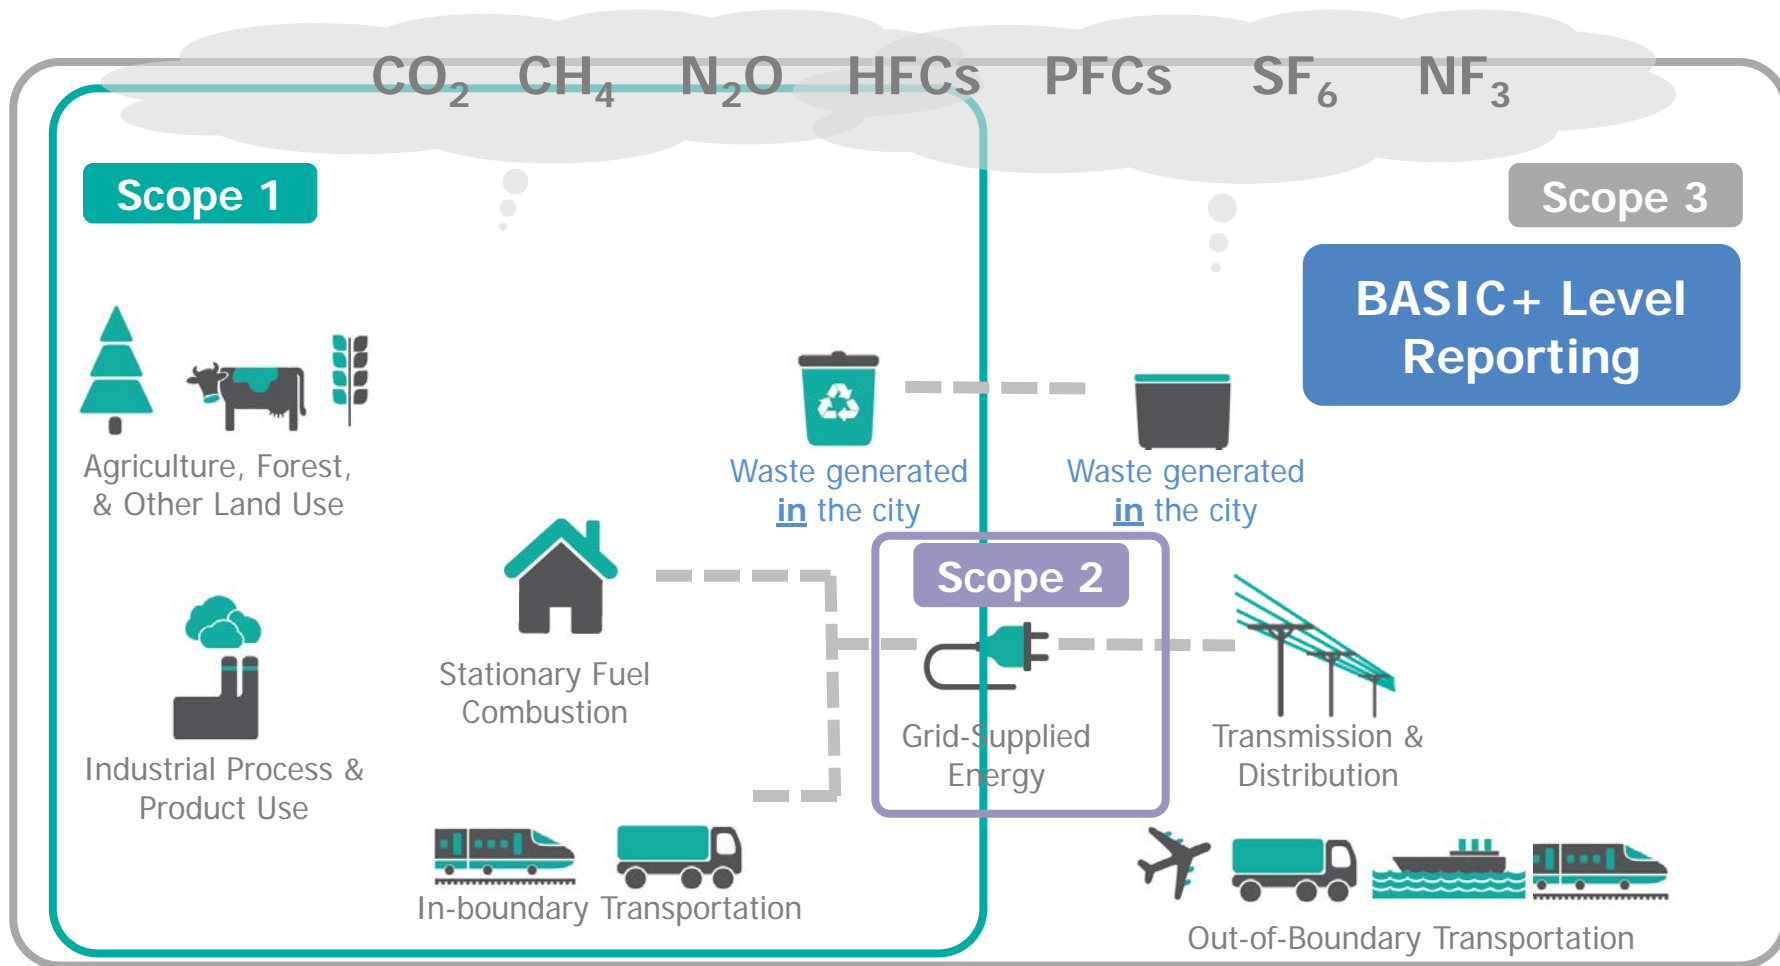 CO₂ CH₄ N₂O HFCs PFCs SF₆ NF₃
Scope 1
Scope 3
BASIC+ Level
Reporting
Agriculture, Forest,
& Other Land Use
Waste generated
in the city
Waste generated
in the city
Scope 2
Stationary Fuel
Combustion
Grid-Supplied
Energy
Transmission &
Distribution
Industrial Process &
Product Use
In-boundary Transportation
Out-of-Boundary Transportation